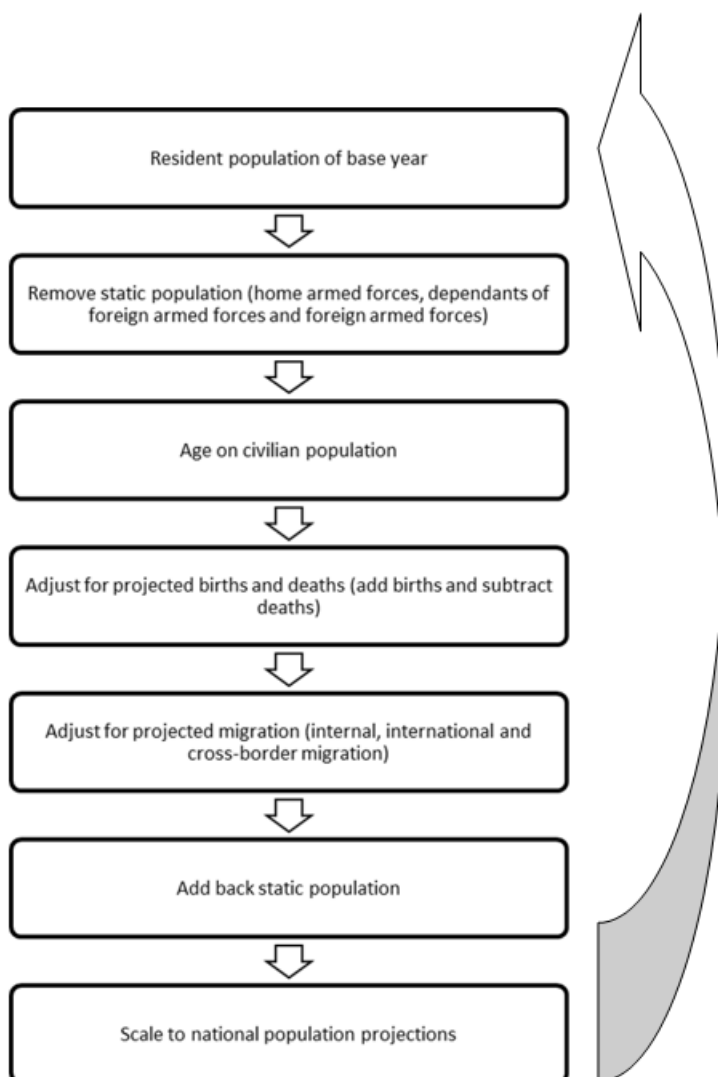 Resident population of base year
Remove static population (home armed forces, dependants of
foreign armed forces and foreign armed forces)
Age on civilian population
Adjust for projected births and deaths (add births and subtract
deaths)
Adjust for projected migration (internal, international and
cross-border migration)
Add back static population
Scale to national population projections